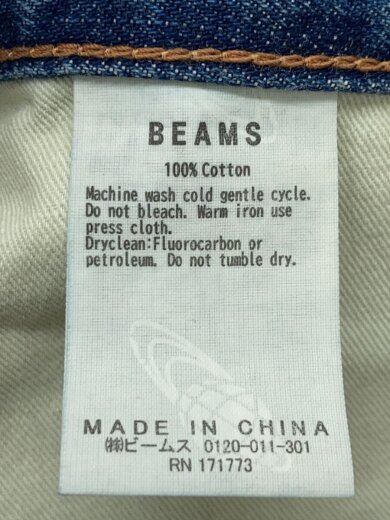 BEAMS
100% Cotton
Machine wash cold gentle cycle.
Do not bleach. Warm iron use
press cloth.
Dryclean:Fluorocarbon or
petroleum. Do not tumble dry.
MADE IN CHINA
㈱ビームス 0120-011-301
RN 171773